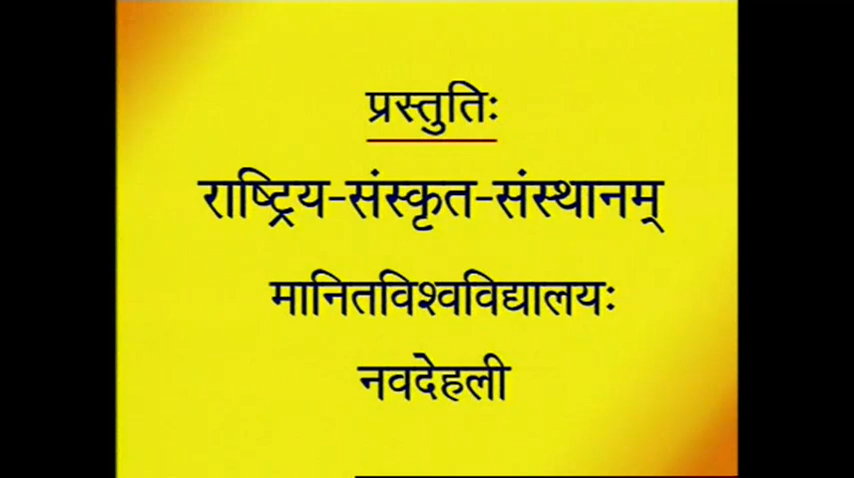 प्रस्तुतिः
राष्ट्रिय-संस्कृत-संस्थानम्
मानितविश्वविद्यालयः
नवदेहली